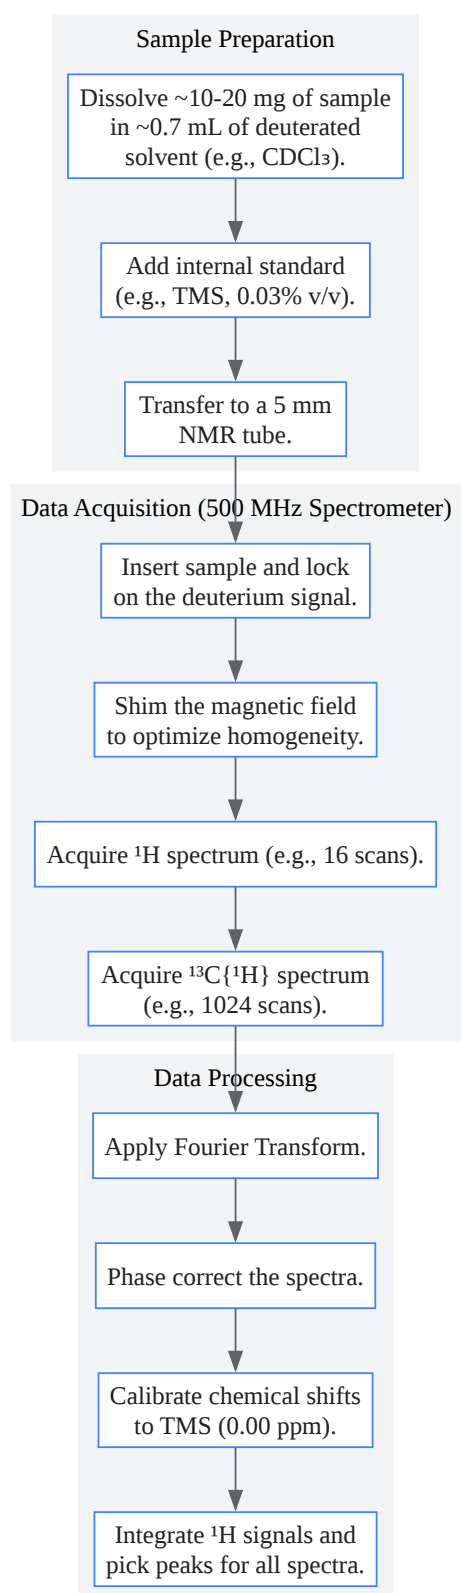 Sample Preparation
Dissolve ~10-20 mg of sample
in ~0.7 mL of deuterated
solvent (e.g., CDCl₃).
Add internal standard
(e.g., TMS, 0.03% v/v).
Transfer to a 5 mm
NMR tube.
Data Acquisition (500 MHz Spectrometer)
Insert sample and lock
on the deuterium signal.
Shim the magnetic field
to optimize homogeneity.
Acquire ¹H spectrum (e.g., 16 scans).
Acquire ¹³C{¹H} spectrum
(e.g., 1024 scans).
Data Processing
Apply Fourier Transform.
Phase correct the spectra.
Calibrate chemical shifts
to TMS (0.00 ppm).
Integrate ¹H signals and
pick peaks for all spectra.